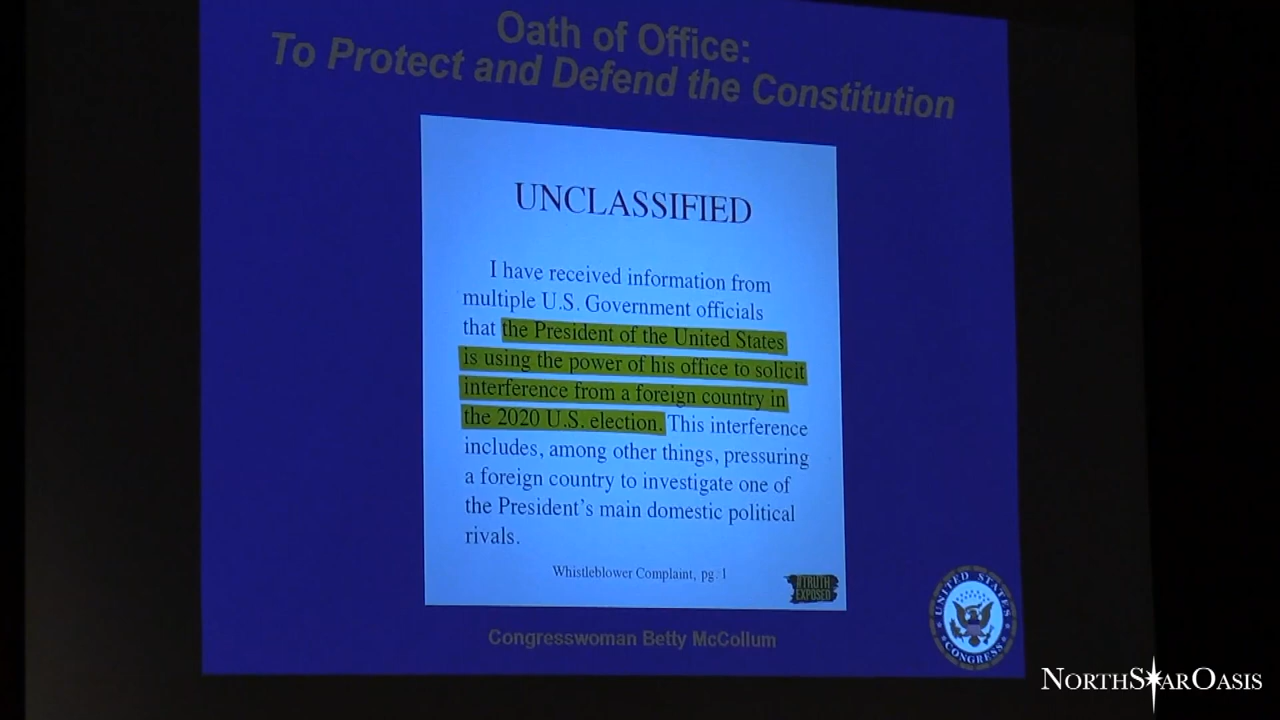 Oath of Office:
To Protect and Defend the Constitution
UNCLASSIFIED
I have received information from
multiple U.S. Government officials
that the President of the United States
is using the power of his office to solicit
interference from a foreign country in
the 2020 U.S. election. This interference
includes, among other things, pressuring
a foreign country to investigate one of
the President's main domestic political
rivals.
Whistleblower Complaint, pg. 1
#TRUTH
EXPOSED
Congresswoman Betty McCollum
UNITED STATES
CONGRESS
NORTHSTAROASIS